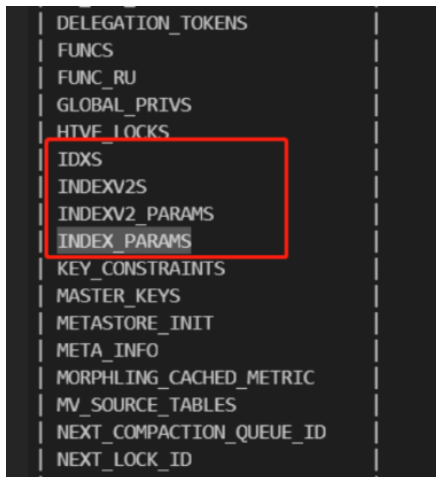 DELEGATION_TOKENS
FUNCS
FUNC_RU
GLOBAL_PRIVS
HIVE_LOCKS
IDXS
INDEXV2S
INDEXV2_PARAMS
INDEX_PARAMS
KEY_CONSTRAINTS
MASTER_KEYS
METASTORE_INIT
META_INFO
MORPHLING_CACHED_METRIC
MV_SOURCE_TABLES
NEXT_COMPACTION_QUEUE_ID
NEXT_LOCK_ID